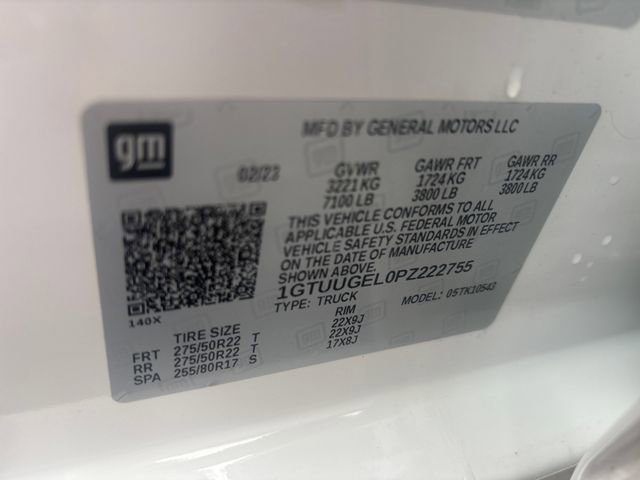 gm
MFD BY GENERAL MOTORS LLC
GVWR GAWR FRT GAWR RR
3221 KG 1724 KG 1724 KG
7100 LB 3800 LB 3800 LB
THIS VEHICLE CONFORMS TO ALL
APPLICABLE U.S. FEDERAL MOTOR
VEHICLE SAFETY STANDARDS IN EFFECT
ON THE DATE OF MANUFACTURE
SHOWN ABOVE.
1GTUUGEL0PZ222755
TYPE: TRUCK MODEL: 05TK10543
140X
TIRE SIZE RIM
FRT 275/50R22 T 22X9J
RR 275/50R22 T 22X9J
SPA 255/80R17 S 17X8J